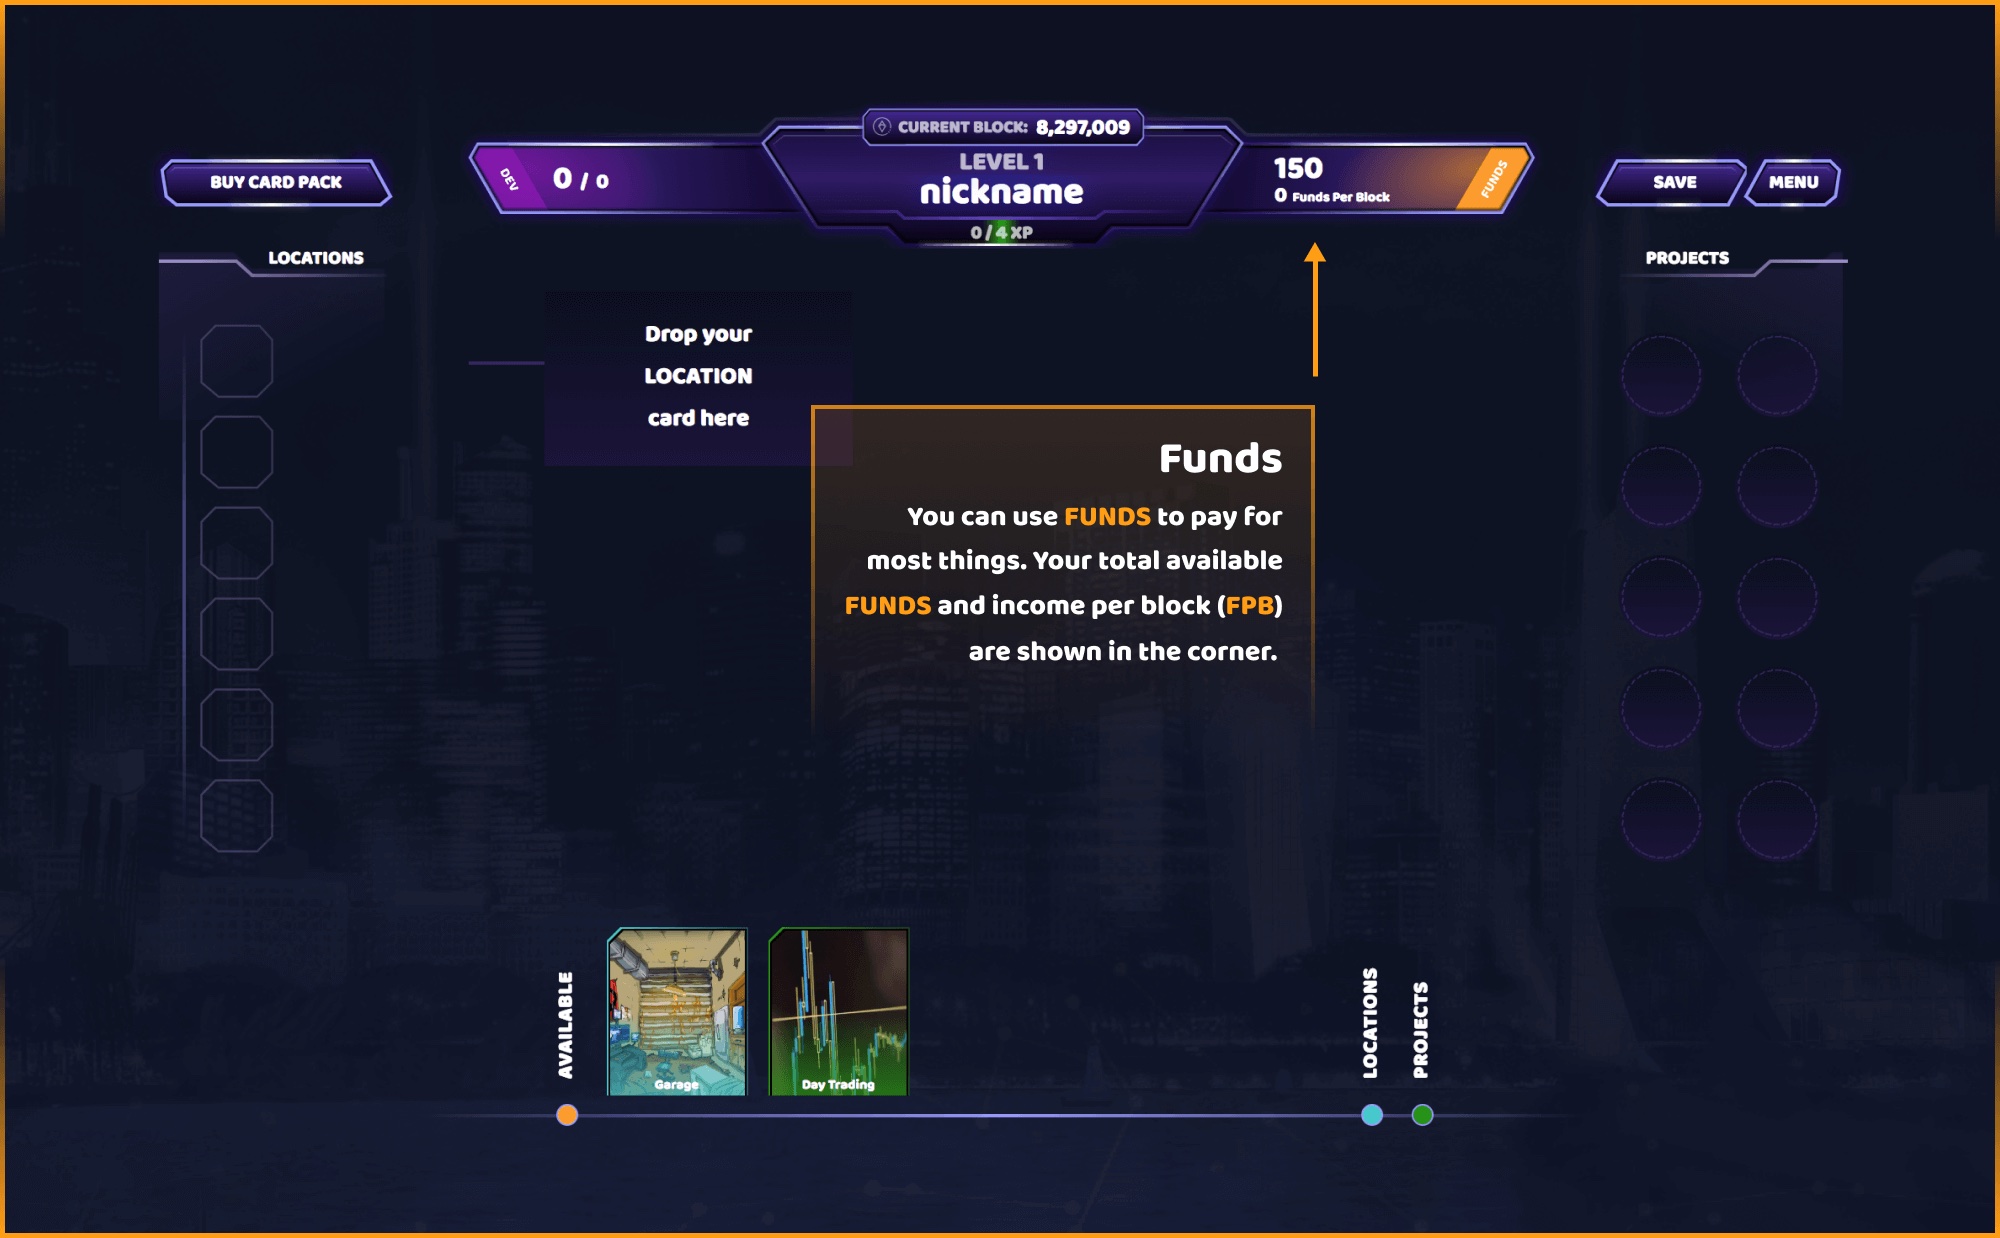 CURRENT BLOCK: 8,297,009
BUY CARD PACK
DEV
0 / 0
LEVEL 1
nickname
0 / 4 XP
150
0 Funds Per Block
FUNDS
SAVE
MENU
LOCATIONS
PROJECTS
Drop your
LOCATION
card here
Funds
You can use FUNDS to pay for
most things. Your total available
FUNDS and income per block (FPB)
are shown in the corner.
AVAILABLE
Garage
Day Trading
LOCATIONS
PROJECTS